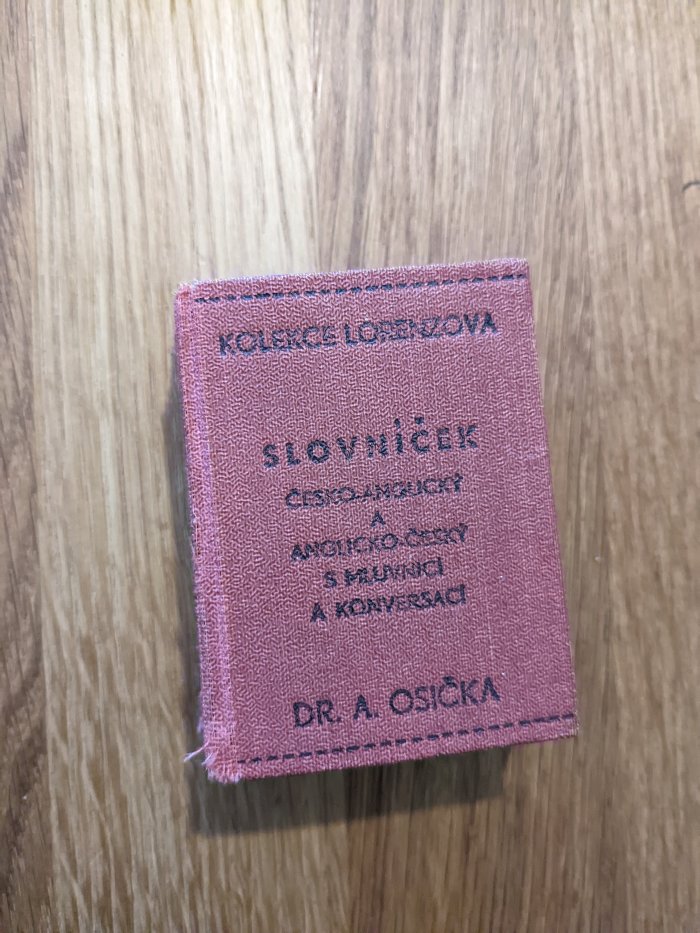 KOLEKCE LORENZOVA
SLOVNÍČEK
ČESKO-ANGLICKÝ
A
ANGLICKO-ČESKÝ
S MLUVNICÍ
A KONVERSACÍ
DR. A. OSIČKA